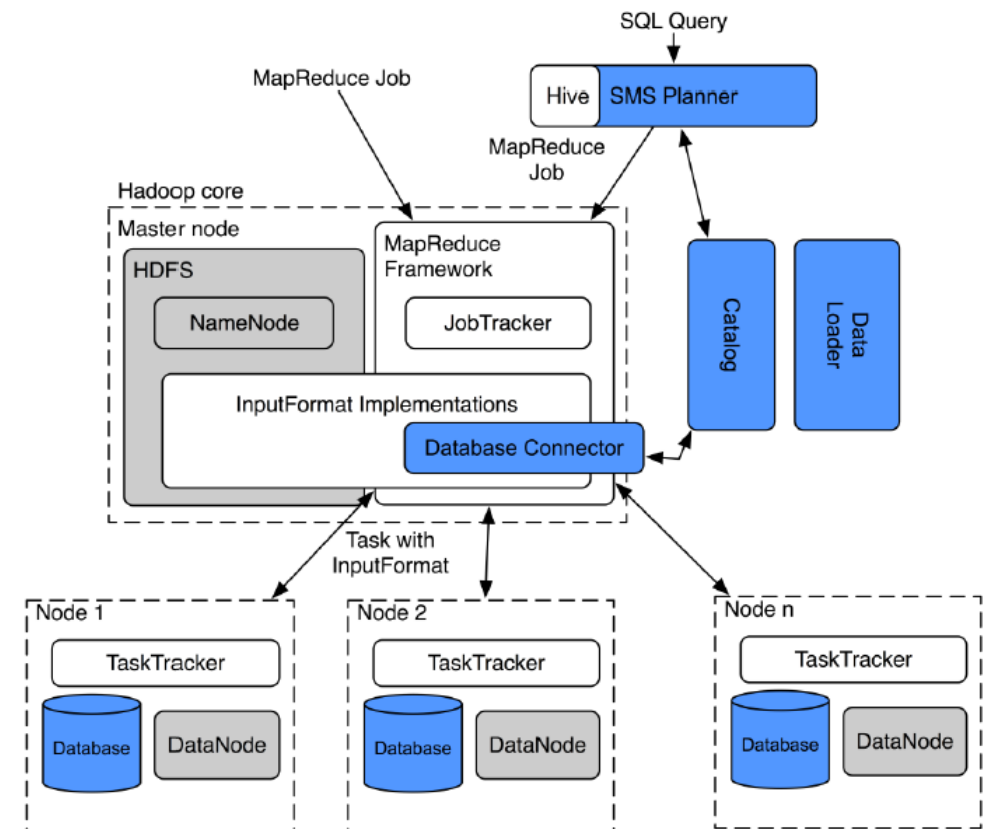 SQL Query
Hive
SMS Planner
MapReduce Job
MapReduce
Job
Hadoop core
Master node
HDFS
NameNode
MapReduce
Framework
JobTracker
InputFormat Implementations
Database Connector
Catalog
Data
Loader
Task with
InputFormat
Node 1
TaskTracker
Database
DataNode
Node 2
TaskTracker
Database
DataNode
Node n
TaskTracker
Database
DataNode